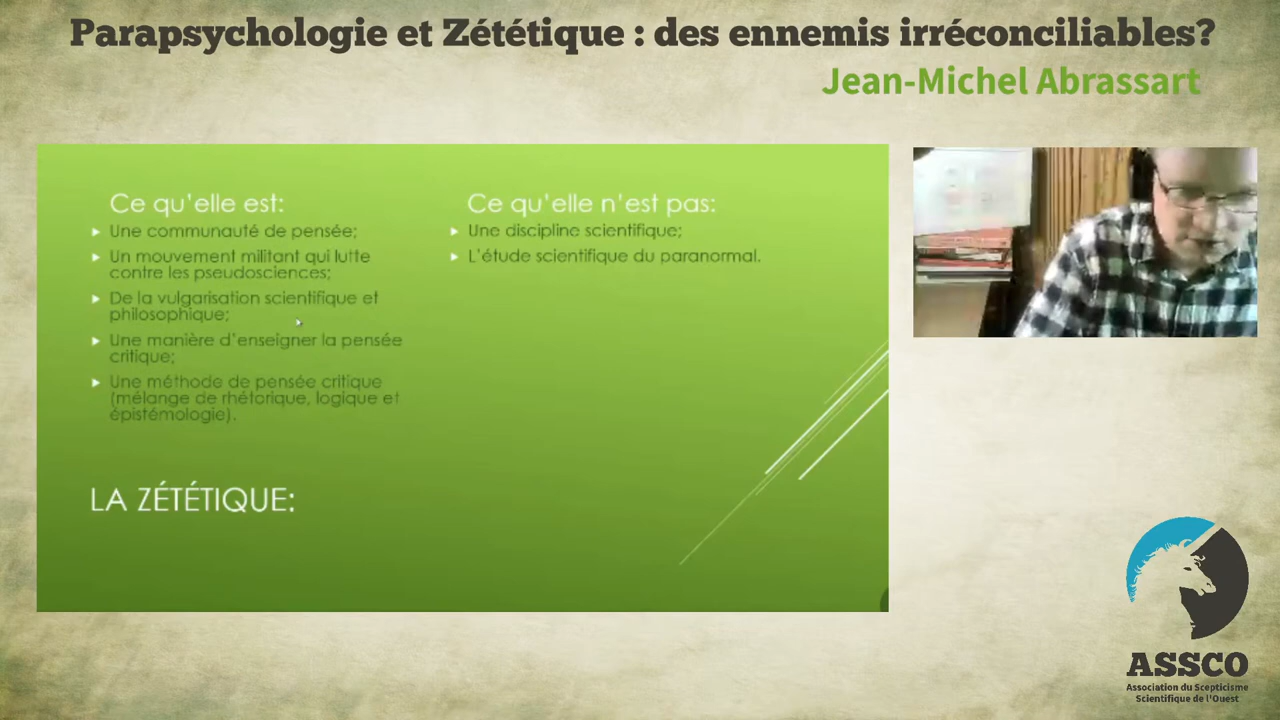 Parapsychologie et Zététique : des ennemis irréconciliables?
Jean-Michel Abrassart
Ce qu'elle est:
Une communauté de pensée;
Un mouvement militant qui lutte
contre les pseudosciences;
De la vulgarisation scientifique et
philosophique;
Une manière d'enseigner la pensée
critique;
Une méthode de pensée critique
(mélange de rhétorique, logique et
épistémologie).
Ce qu'elle n'est pas:
Une discipline scientifique;
L'étude scientifique du paranormal.
LA ZÉTÉTIQUE:
ASSCO
Association du Scepticisme
Scientifique de l'Ouest